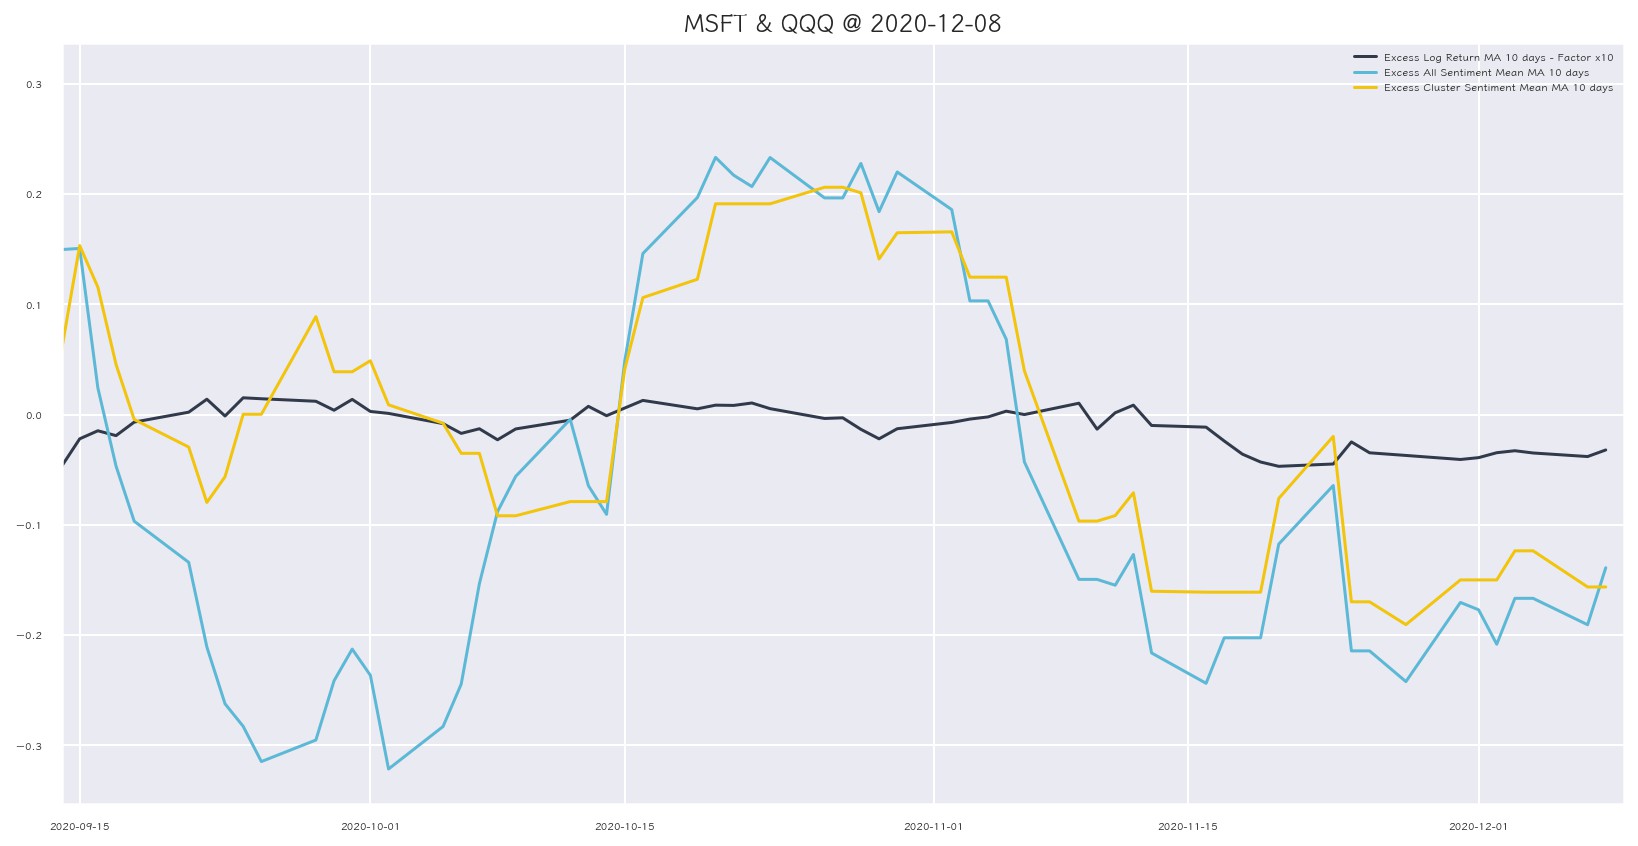 MSFT & QQQ @ 2020-12-08
Excess Log Return MA 10 days - Factor x10
Excess All Sentiment Mean MA 10 days
Excess Cluster Sentiment Mean MA 10 days
0.3
0.2
0.1
0.0
−0.1
−0.2
−0.3
2020-09-15 2020-10-01 2020-10-15 2020-11-01 2020-11-15 2020-12-01